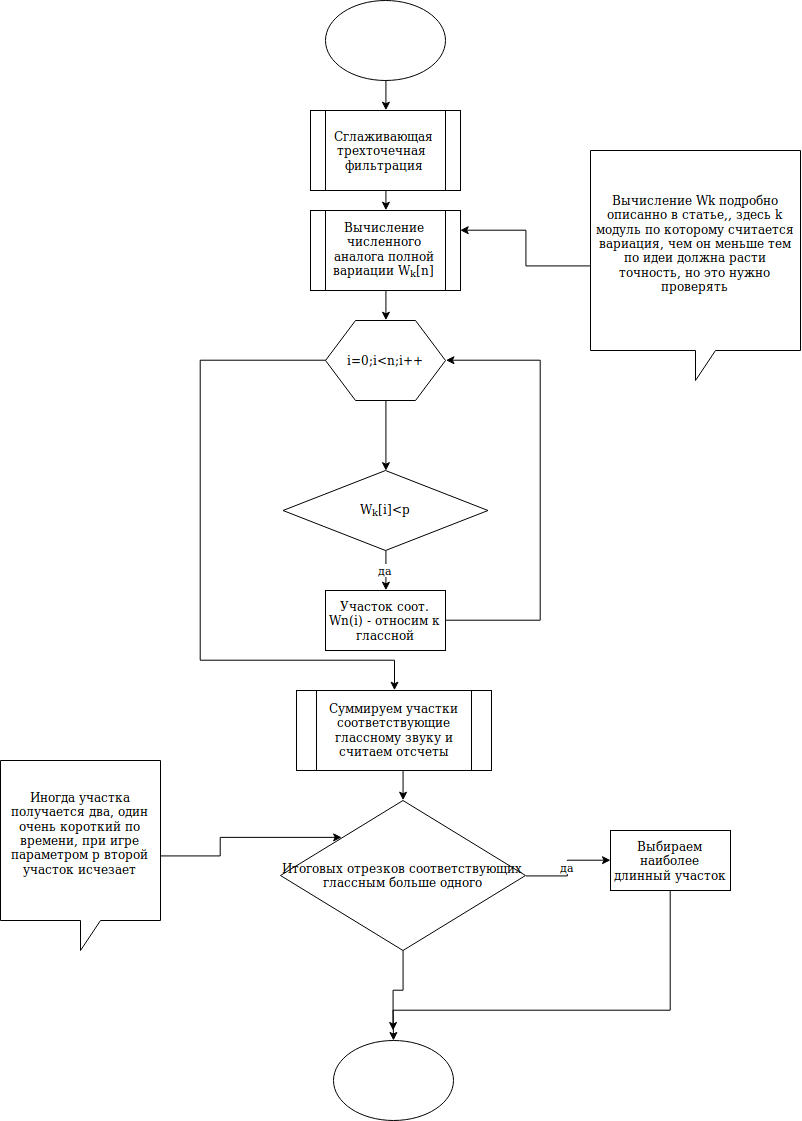 Сглаживающая
трехточечная
фильтрация
Вычисление
численного
аналога полной
вариации Wk[n]
Вычисление Wk подробно
описанно в статье,, здесь k
модуль по которому считается
вариация, чем он меньше тем
по идеи должна расти
точность, но это нужно
проверять
i=0;i<n;i++
Wk[i]<p
да
Участок соот.
Wn(i) - относим к
глассной
Суммируем участки
соответствующие
глассному звуку и
считаем отсчеты
Иногда участка
получается два, один
очень короткий по
времени, при игре
параметром p второй
участок исчезает
Итоговых отрезков соответствующих
глассным больше одного
да
Выбираем
наиболее
длинный участок